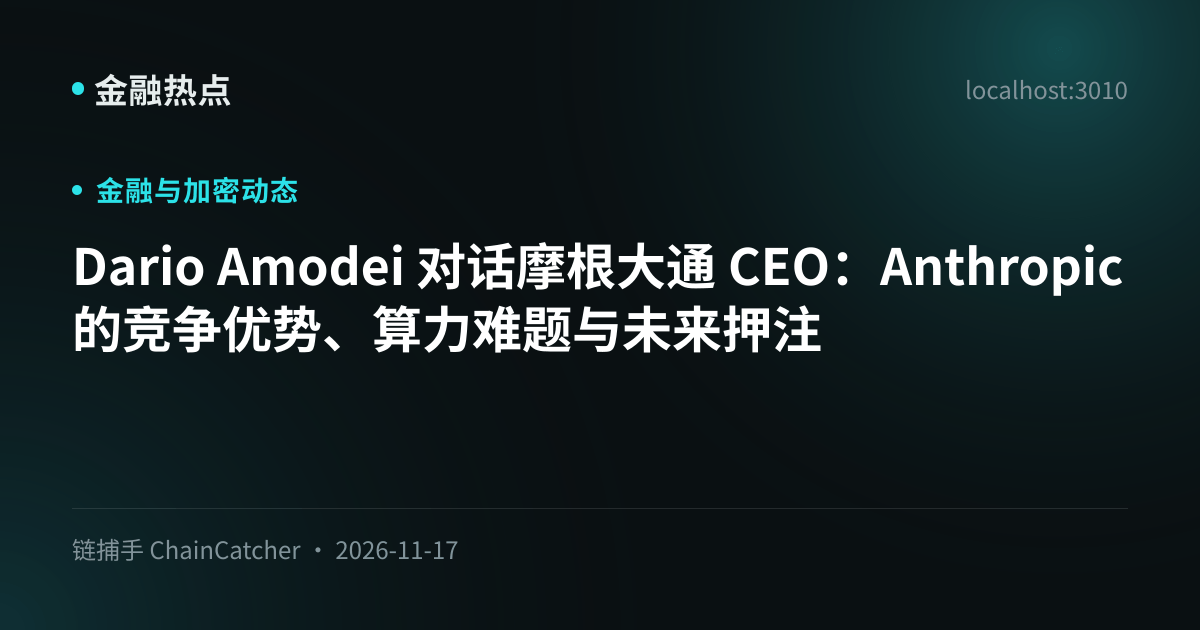 金融热点
localhost:3010
金融与加密动态
Dario Amodei 对话摩根大通 CEO：Anthropic
的竞争优势、算力难题与未来押注
链捕手 ChainCatcher · 2026-11-17